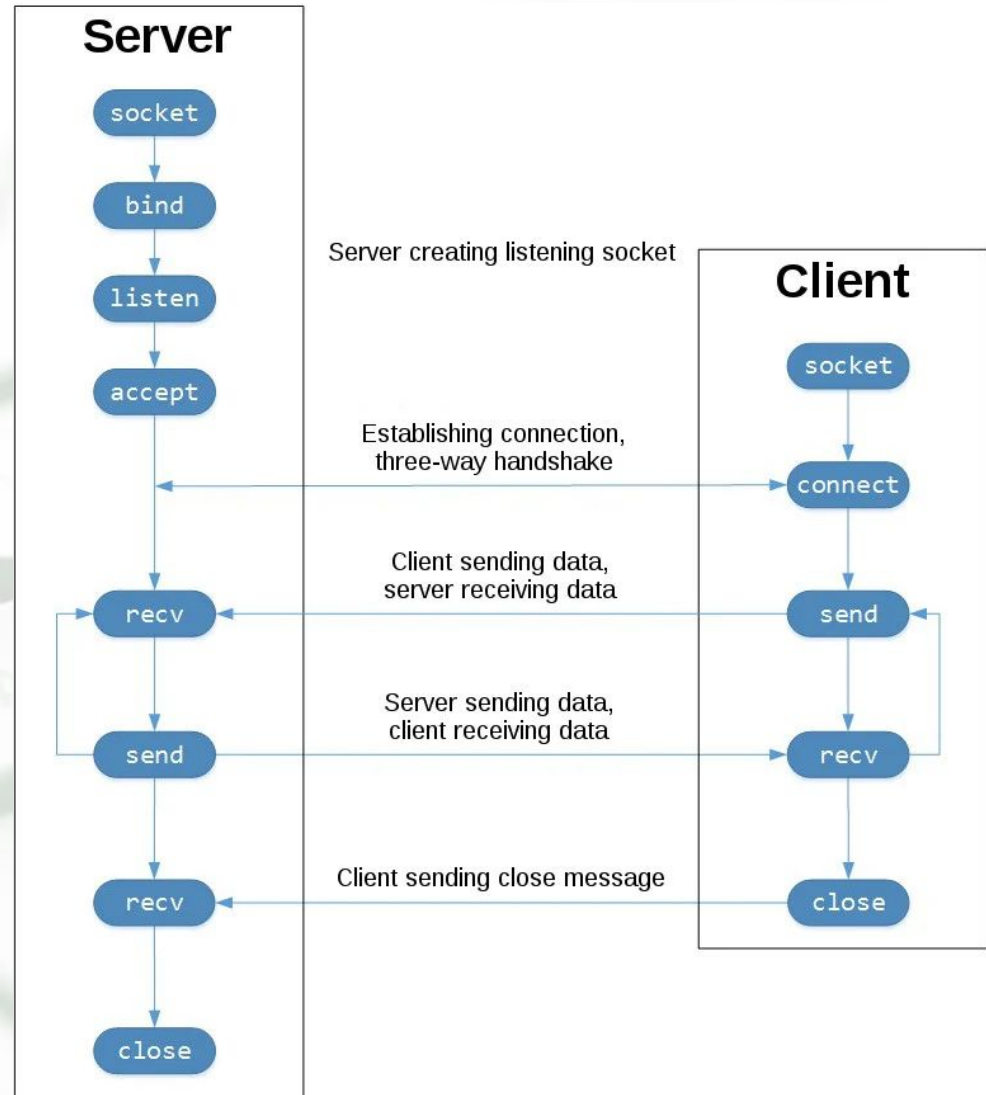 Server
socket
bind
listen
accept
recv
send
recv
close
Server creating listening socket
Establishing connection,
three-way handshake
Client sending data,
server receiving data
Server sending data,
client receiving data
Client sending close message
Client
socket
connect
send
recv
close